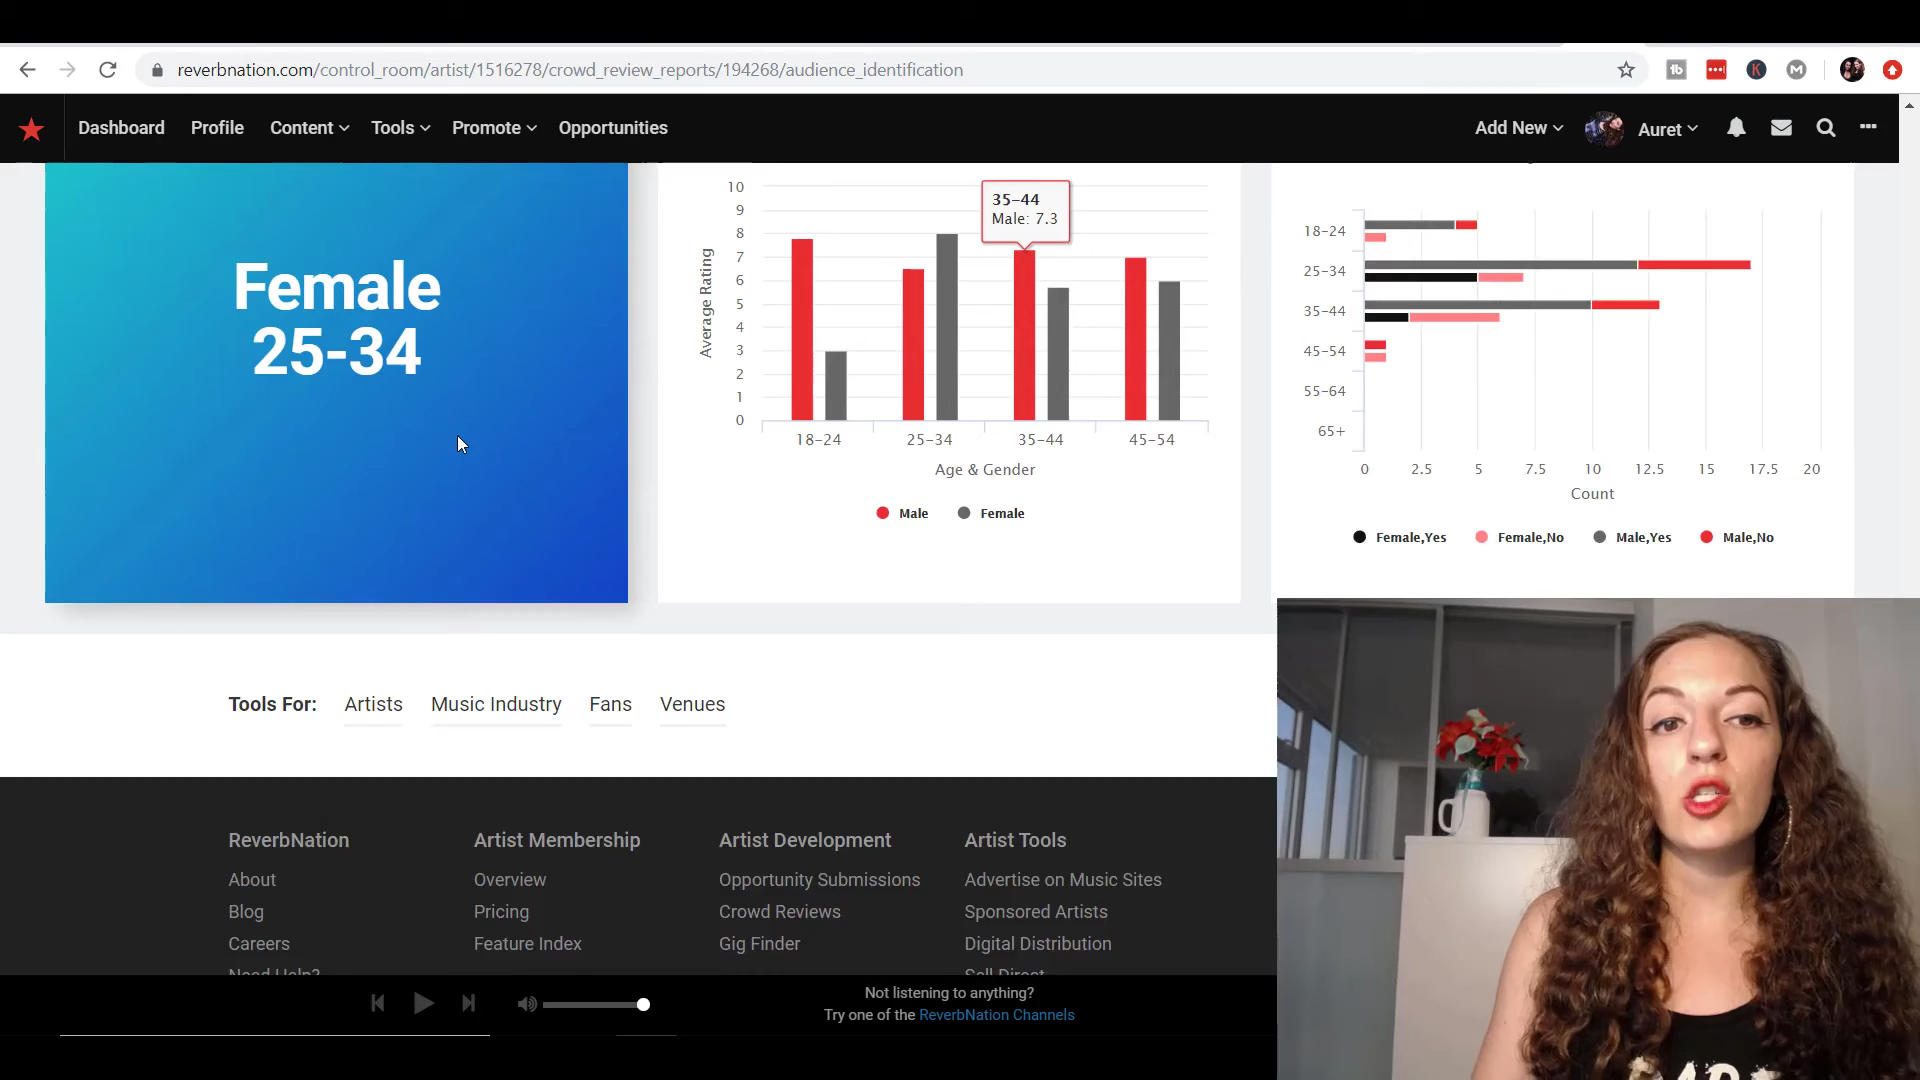 reverbnation.com/control_room/artist/1516278/crowd_review_reports/194268/audience_identification
tb
K
M
Dashboard Profile Content Tools Promote Opportunities
Add New
Auret
Female
25-34
10
9
8
7
6
5
4
3
2
1
0
Average Rating
35-44
Male: 7.3
18-24 25-34 35-44 45-54
Age & Gender
Male Female
18-24
25-34
35-44
45-54
55-64
65+
0 2.5 5 7.5 10 12.5 15 17.5 20
Count
Female,Yes Female,No Male,Yes Male,No
Tools For: Artists Music Industry Fans Venues
ReverbNation
About
Blog
Careers
Need Help?
Artist Membership
Overview
Pricing
Feature Index
Artist Development
Opportunity Submissions
Crowd Reviews
Gig Finder
Artist Tools
Advertise on Music Sites
Sponsored Artists
Digital Distribution
Sell Direct
Not listening to anything?
Try one of the ReverbNation Channels